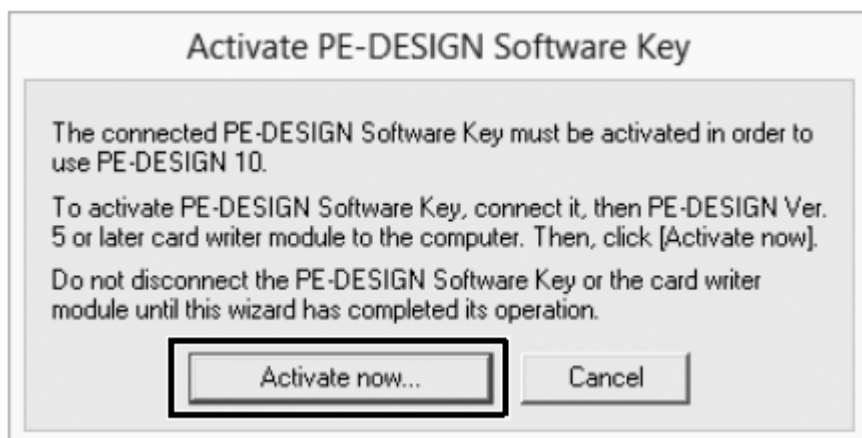 Activate PE-DESIGN Software Key
The connected PE-DESIGN Software Key must be activated in order to
use PE-DESIGN 10.
To activate PE-DESIGN Software Key, connect it, then PE-DESIGN Ver.
5 or later card writer module to the computer. Then, click [Activate now].
Do not disconnect the PE-DESIGN Software Key or the card writer
module until this wizard has completed its operation.
Activate now... Cancel